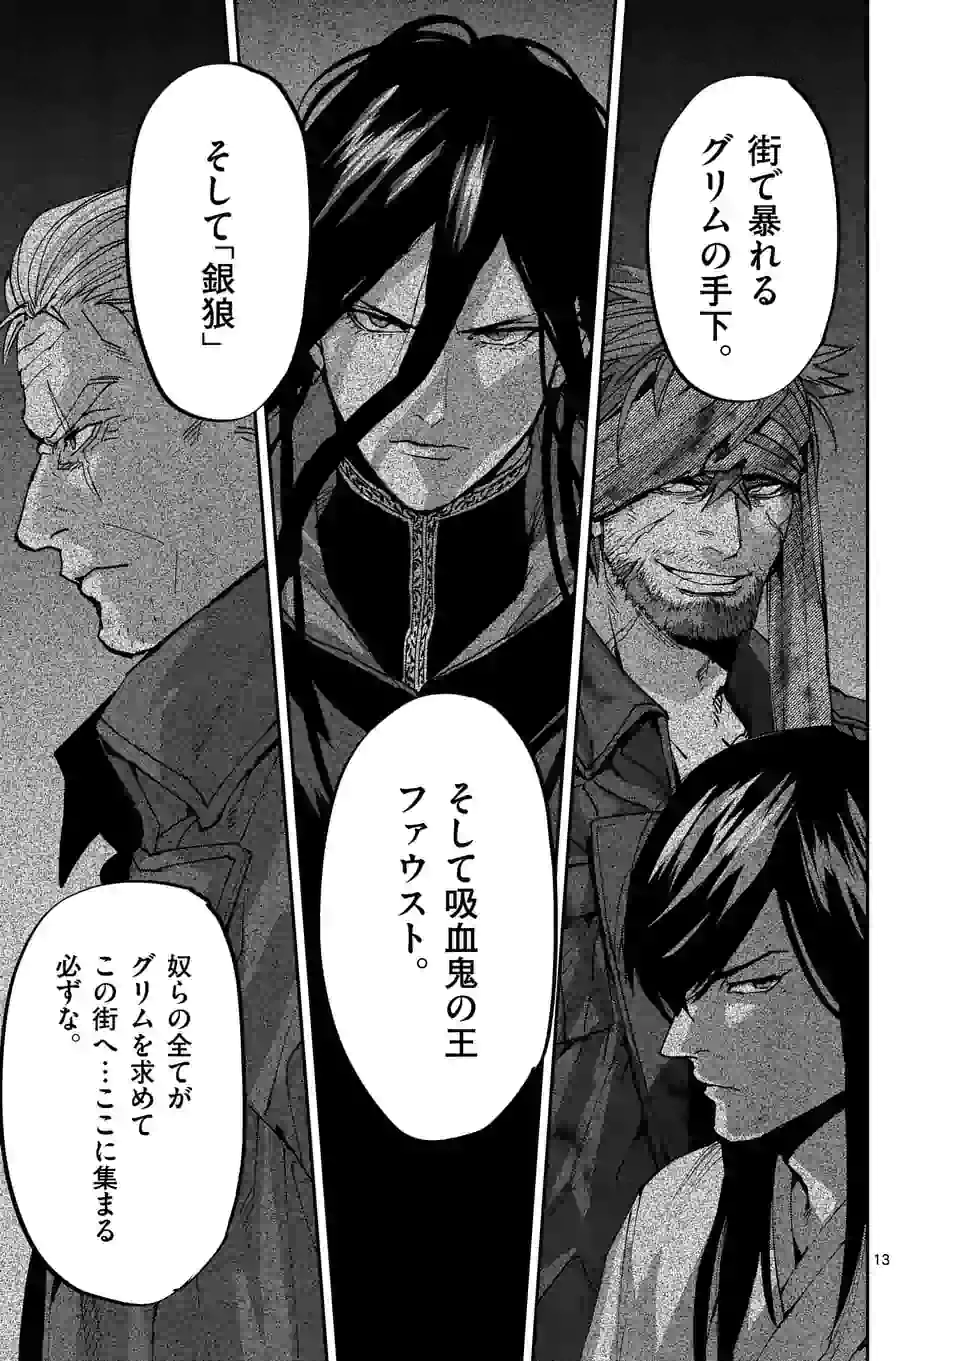 街で暴れる
グリムの手下。
そして吸血鬼の王
ファウスト。
そして「銀狼」
奴らの全てが
グリムを求めて
この街へ…ここに集まる
必ずな。
13